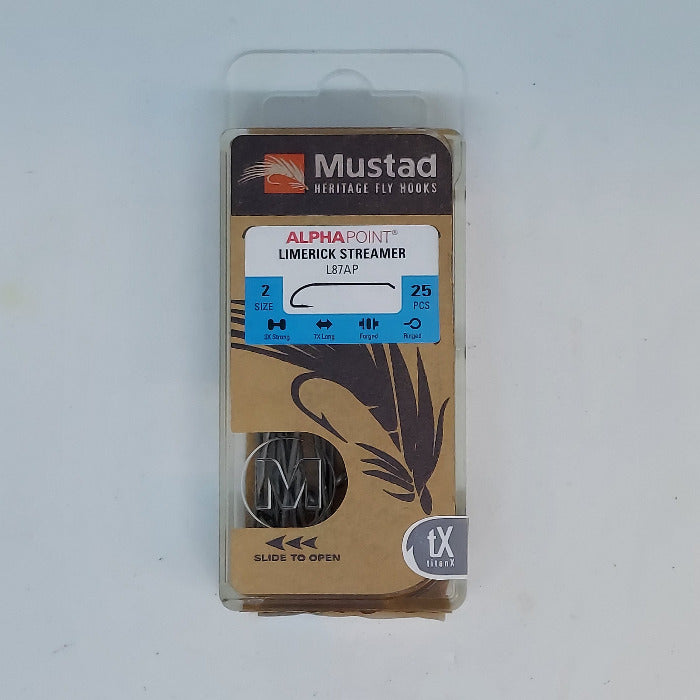 Mustad
HERITAGE FLY HOOKS
ALPHAPOINT®
LIMERICK STREAMER
L87AP
2
SIZE
25
PCS
3X Strong
7X Long
Forged
Ringed
M
SLIDE TO OPEN
tX
titanX